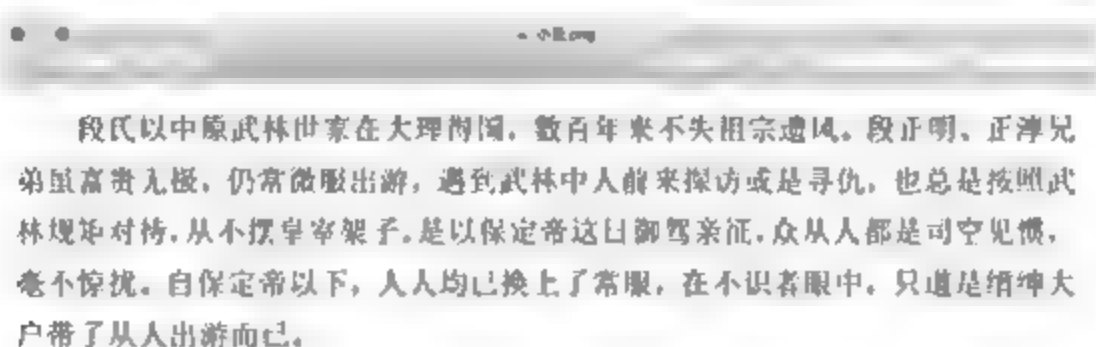 段氏以中原武林世家在大理得国，数百年来不失祖宗遗风。段正明、正淳兄
弟虽富贵无极，仍常微服出游，遇到武林中人前来探访或是寻仇，也总是按照武
林规矩对待，从不摆皇室架子。是以保定帝这日御驾亲征，众从人都是司空见惯，
毫不惊扰。自保定帝以下，人人均已换上了常服，在不识者眼中，只道是缙绅大
户带了从人出游而已。